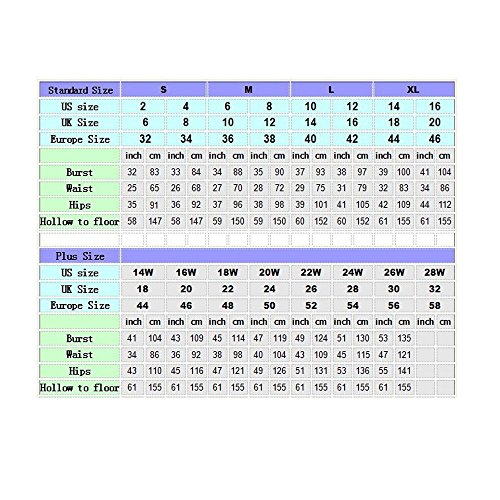 Standard Size S M L XL
US size 2 4 6 8 10 12 14 16
UK Size 6 8 10 12 14 16 18 20
Europe Size 32 34 36 38 40 42 44 46
inch cm inch cm inch cm inch cm inch cm inch cm inch cm inch cm
Burst 32 83 33 84 34 88 35 90 36 93 38 97 39 100 41 104
Waist 25 65 26 68 27 70 28 72 29 75 31 79 32 83 34 86
Hips 35 91 36 92 37 96 38 98 39 101 41 105 42 109 44 112
Hollow to floor 58 147 58 147 59 150 59 150 60 152 60 152 61 155 61 155
Plus Size
US size 14W 16W 18W 20W 22W 24W 26W 28W
UK Size 18 20 22 24 26 28 30 32
Europe Size 44 46 48 50 52 54 56 58
inch cm inch cm inch cm inch cm inch cm inch cm inch cm inch cm
Burst 41 104 43 109 45 114 47 119 49 124 51 130 53 135
Waist 34 86 36 92 38 98 40 104 43 109 45 115 47 121
Hips 43 110 45 116 47 121 49 126 51 131 53 136 55 141
Hollow to floor 61 155 61 155 61 155 61 155 61 155 61 155 61 155